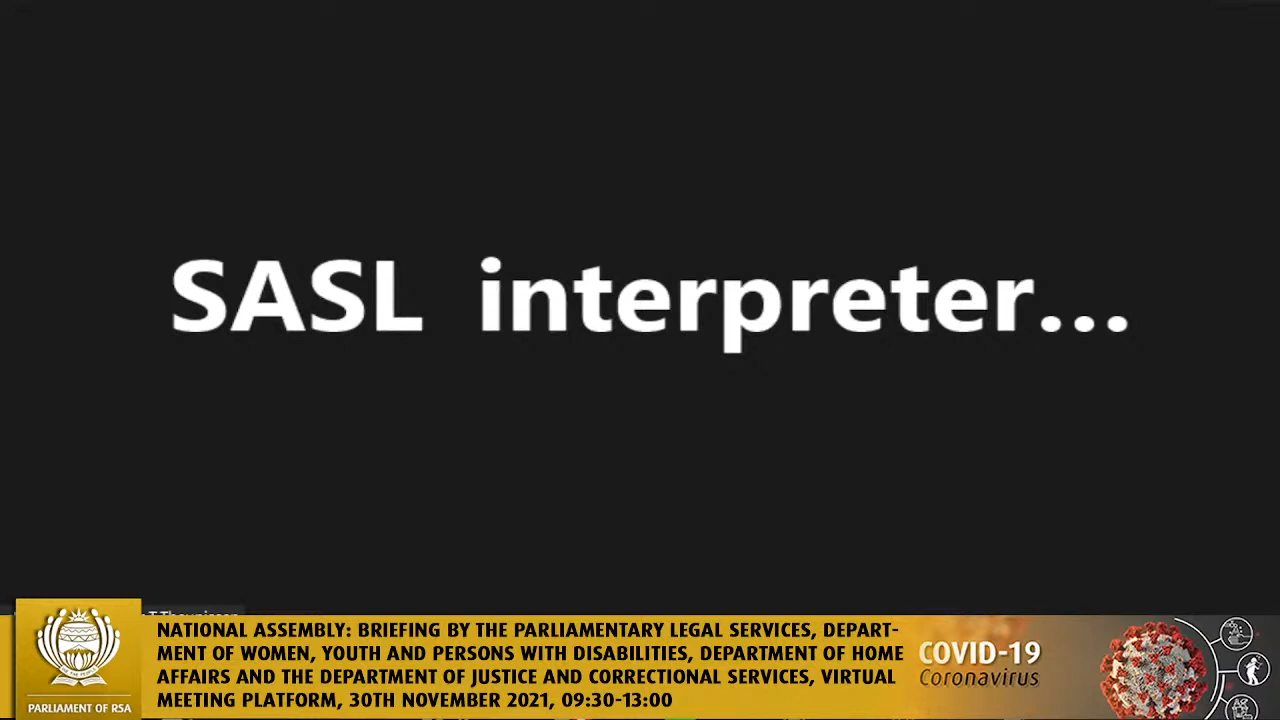 SASL interpreter...
NATIONAL ASSEMBLY: BRIEFING BY THE PARLIAMENTARY LEGAL SERVICES, DEPART-
MENT OF WOMEN, YOUTH AND PERSONS WITH DISABILITIES, DEPARTMENT OF HOME
AFFAIRS AND THE DEPARTMENT OF JUSTICE AND CORRECTIONAL SERVICES, VIRTUAL
MEETING PLATFORM, 30TH NOVEMBER 2021, 09:30-13:00
PARLIAMENT OF RSA
COVID-19
Coronavirus